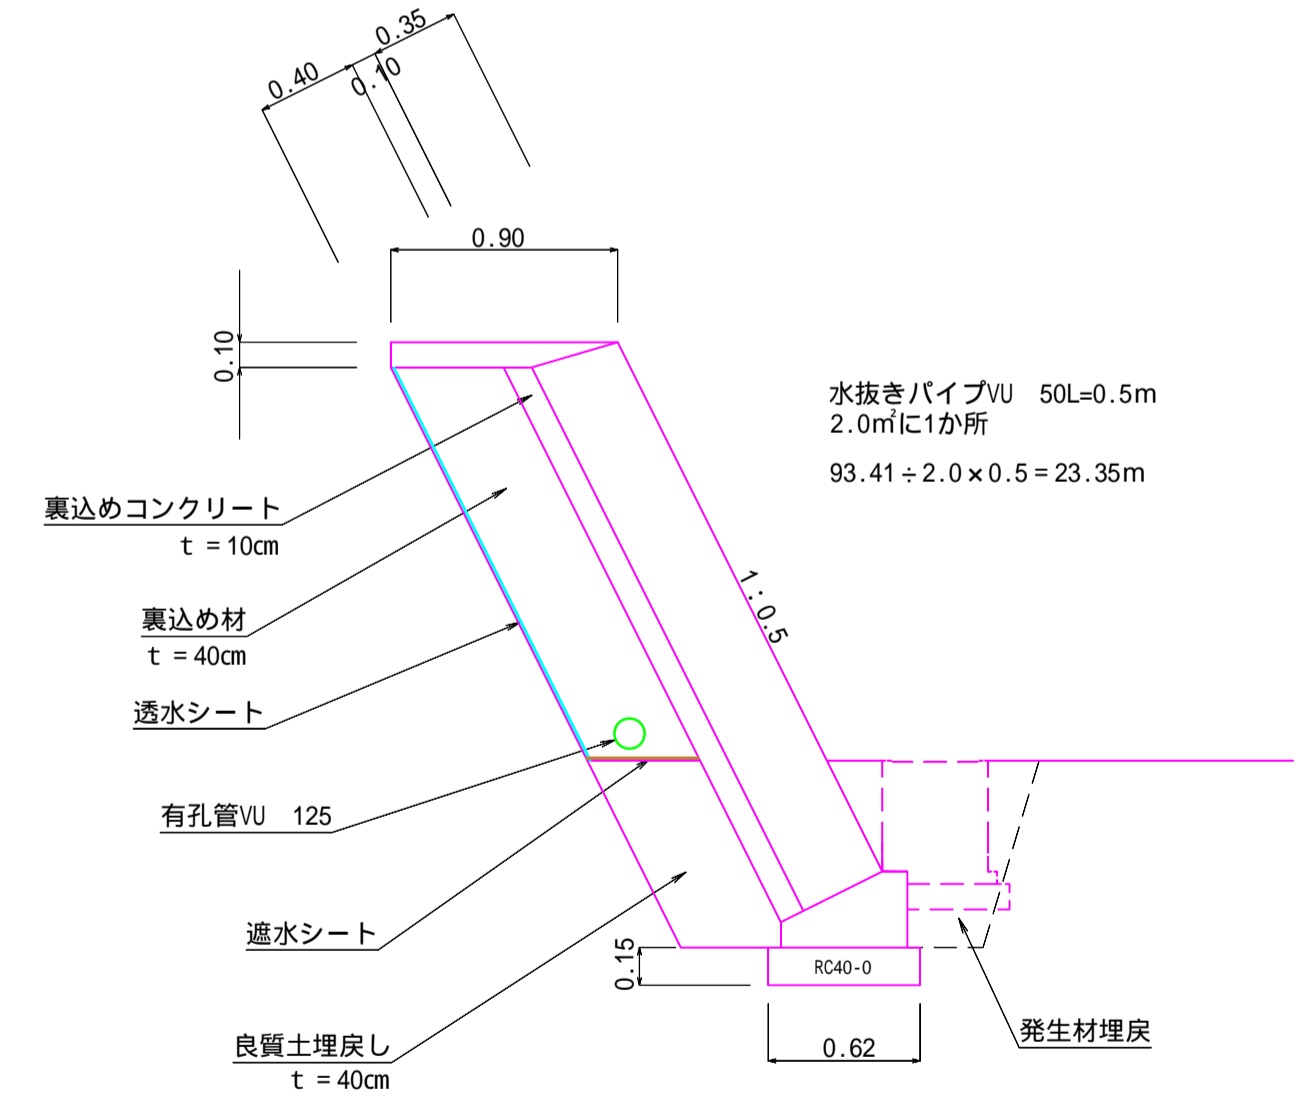 0.35
0.40
0.10
0.90
0.10
水抜きパイプVU　50L=0.5m
2.0㎡に1か所
93.41÷2.0×0.5=23.35m
裏込めコンクリート
t =10cm
裏込め材
t =40cm
1:0.5
透水シート
有孔管VU　125
遮水シート
0.15
RC40-0
良質土埋戻し
t =40cm
0.62
発生材埋戻